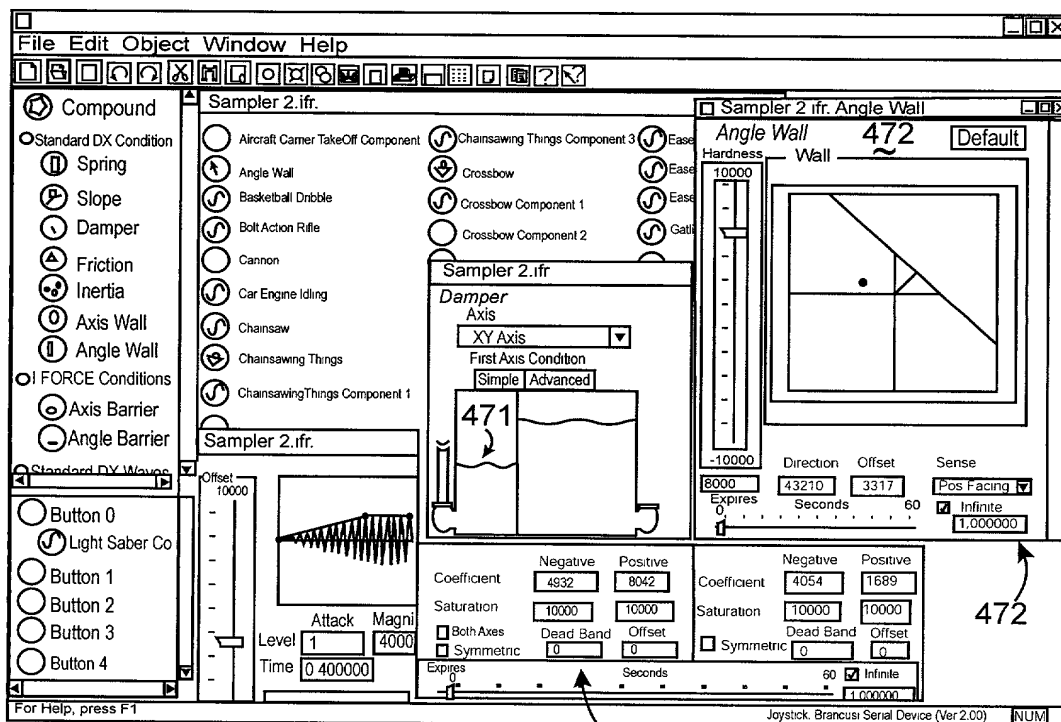 File Edit Object Window Help
Compound
Standard DX Condition
Spring
Slope
Damper
Friction
Inertia
Axis Wall
Angle Wall
I FORCE Conditions
Axis Barrier
Angle Barrier
Standard DX Waves
Button 0
Light Saber Co
Button 1
Button 2
Button 3
Button 4
For Help, press F1
Sampler 2.ifr.
Aircraft Carner TakeOff Component
Angle Wall
Basketball Dribble
Bolt Action Rifle
Cannon
Car Engine Idling
Chainsaw
Chainsawing Things
ChainsawingThings Component 1
Chainsawing Things Component 3
Crossbow
Crossbow Component 1
Crossbow Component 2
Ease
Ease
Ease
Gatli
Sampler 2.ifr.
Offset
10000
Attack
Magni
Level
1
4000
Time
0 400000
Sampler 2.ifr
Damper
Axis
XY Axis
First Axis Condition
Simple
Advanced
471
Negative
Positive
Coefficient
4932
8042
Saturation
10000
10000
Both Axes
Symmetric
Dead Band
Offset
0
0
Negative
Positive
Coefficient
4054
1689
Saturation
10000
10000
Symmetric
Dead Band
Offset
0
0
Expires
0
Seconds
60
Infinite
1.000000
Sampler 2 ifr. Angle Wall
Angle Wall
472
Default
Hardness
Wall
10000
-10000
8000
Direction
Offset
Sense
43210
3317
Pos Facing
Expires
0
Seconds
60
Infinite
1,000000
472
Joystick. Brancusi Serial Device (Ver 2.00)
NUM